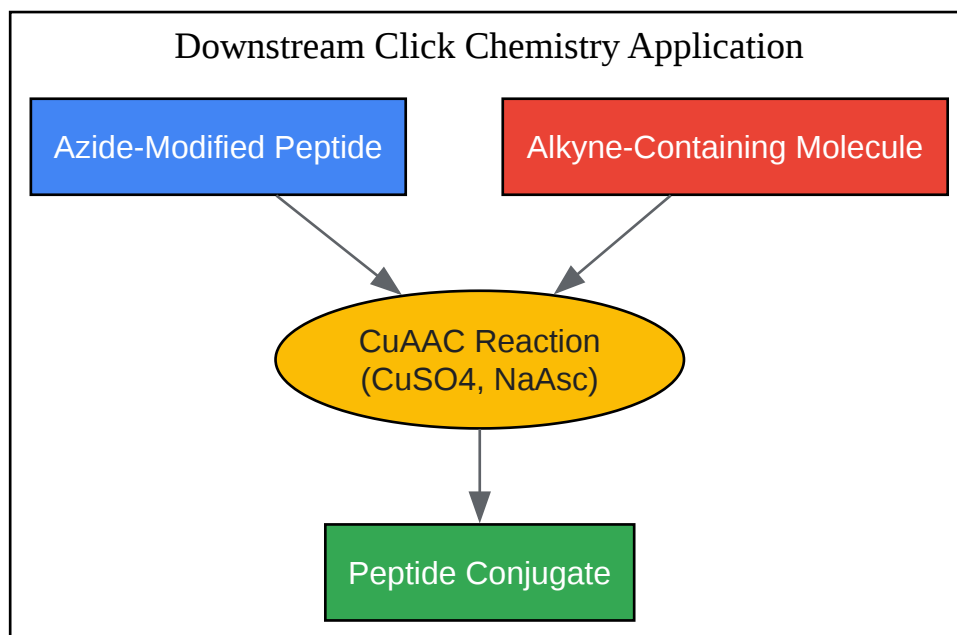 Downstream Click Chemistry Application
Azide-Modified Peptide
Alkyne-Containing Molecule
CuAAC Reaction
(CuSO4, NaAsc)
Peptide Conjugate